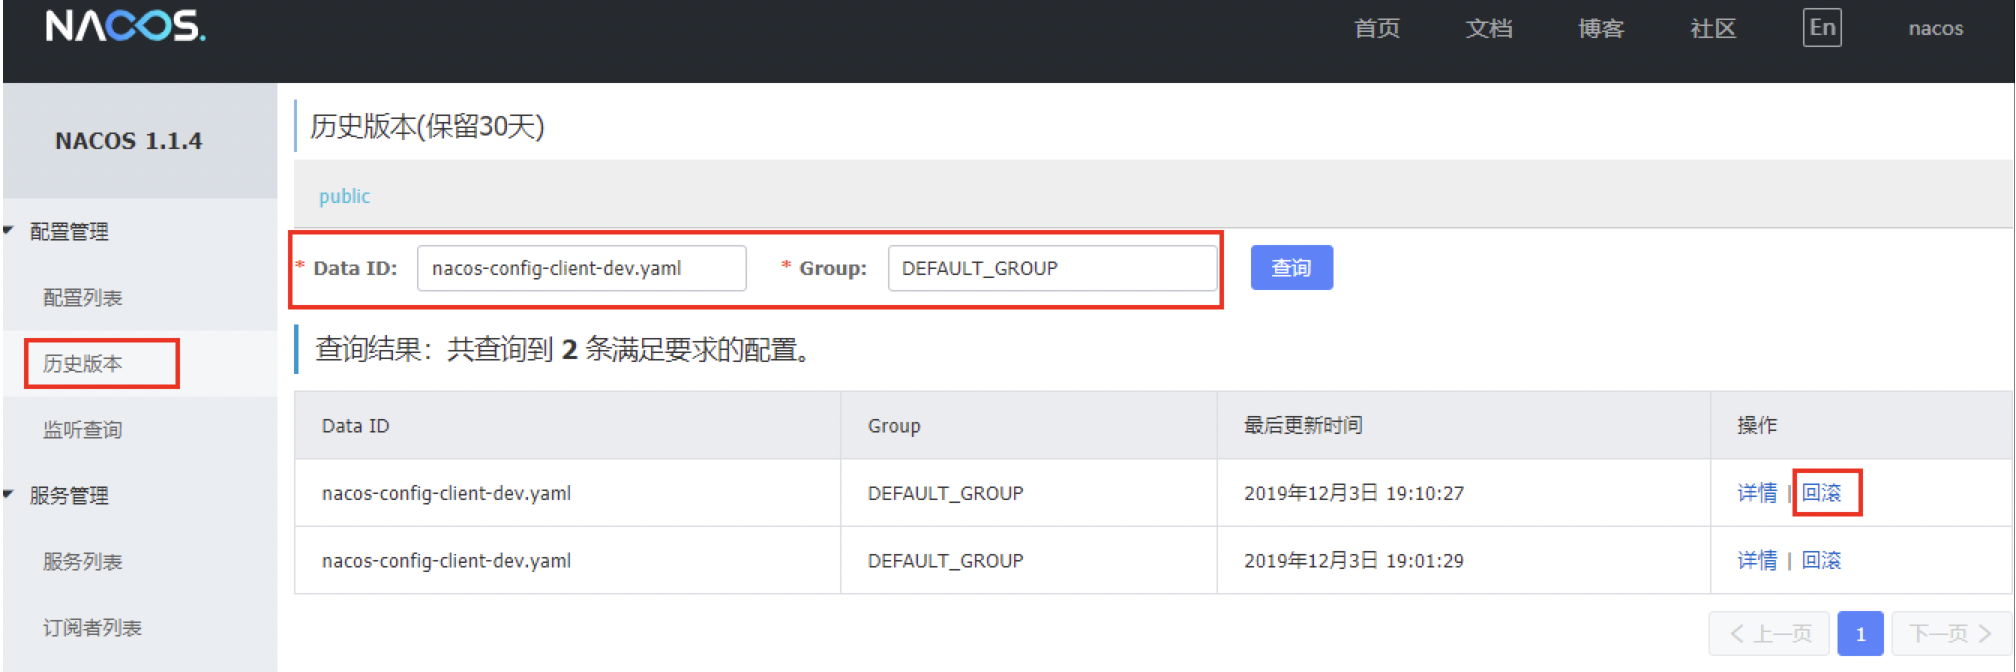 NACOS.
首页 文档 博客 社区 En nacos
NACOS 1.1.4
配置管理
配置列表
历史版本
监听查询
服务管理
服务列表
订阅者列表
历史版本(保留30天)
public
* Data ID: nacos-config-client-dev.yaml * Group: DEFAULT_GROUP 查询
查询结果：共查询到 2 条满足要求的配置。
Data ID Group 最后更新时间 操作
nacos-config-client-dev.yaml DEFAULT_GROUP 2019年12月3日 19:10:27 详情 | 回滚
nacos-config-client-dev.yaml DEFAULT_GROUP 2019年12月3日 19:01:29 详情 | 回滚
< 上一页 1 下一页 >